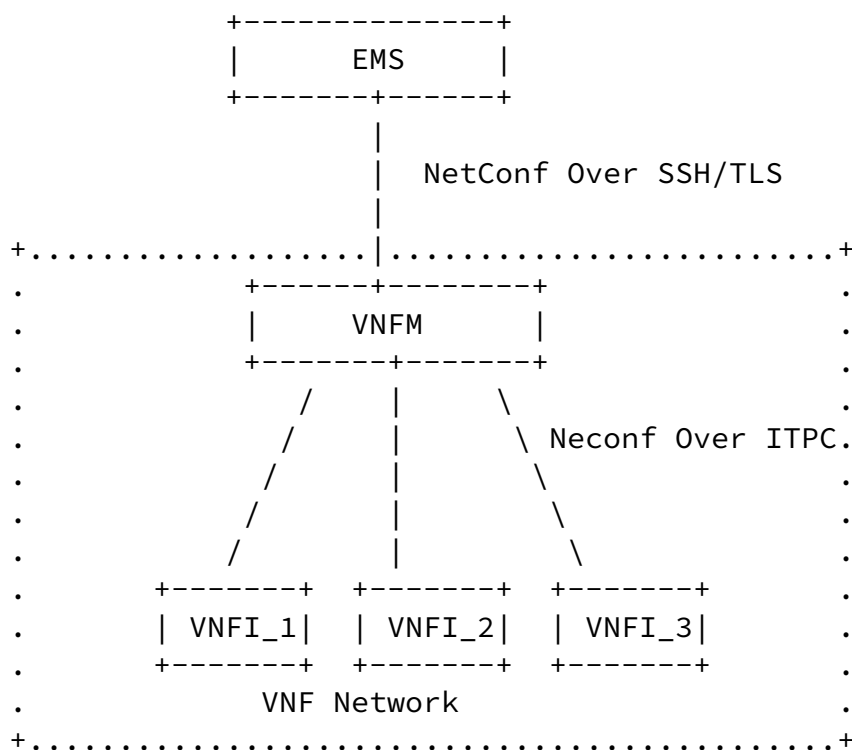 EMS
NetConf Over SSH/TLS
VNFM
Neconf Over ITPC
VNFI_1 VNFI_2 VNFI_3
VNF Network